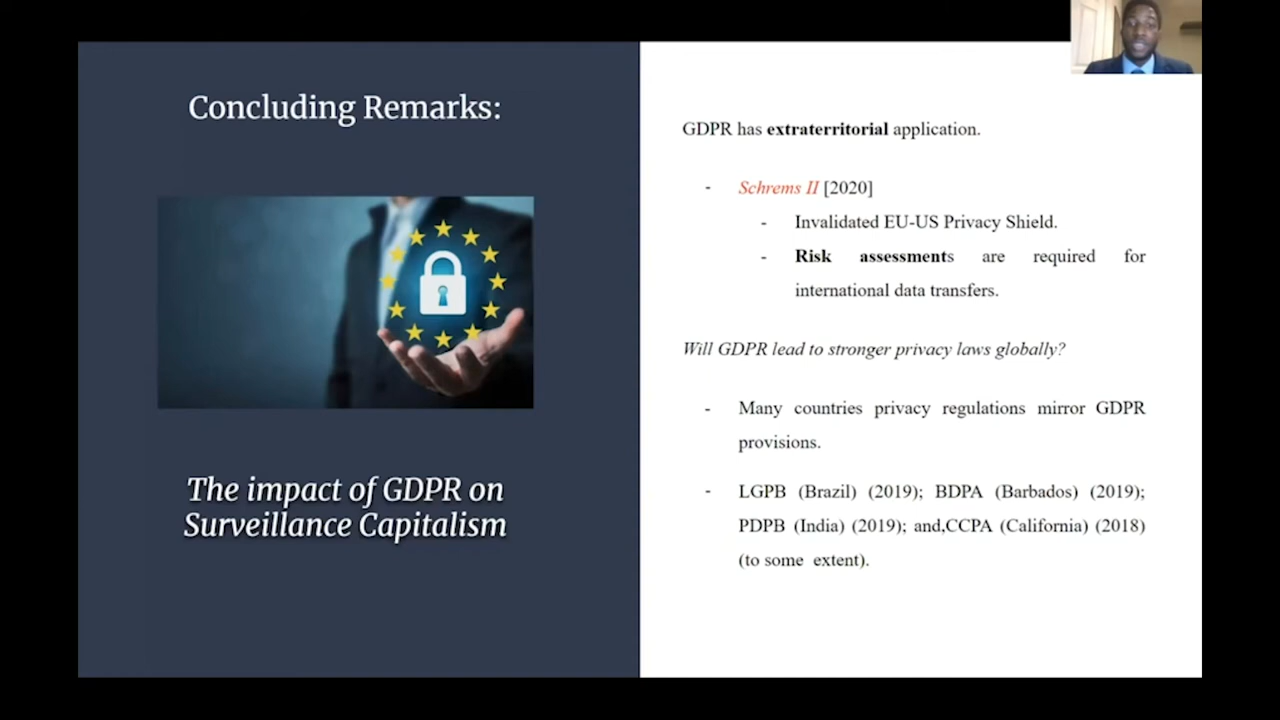 Concluding Remarks:
The impact of GDPR on
Surveillance Capitalism
GDPR has extraterritorial application.
- Schrems II [2020]
- Invalidated EU-US Privacy Shield.
- Risk assessments are required for
international data transfers.
Will GDPR lead to stronger privacy laws globally?
- Many countries privacy regulations mirror GDPR
provisions.
- LGPB (Brazil) (2019); BDPA (Barbados) (2019);
PDPB (India) (2019); and,CCPA (California) (2018)
(to some extent).